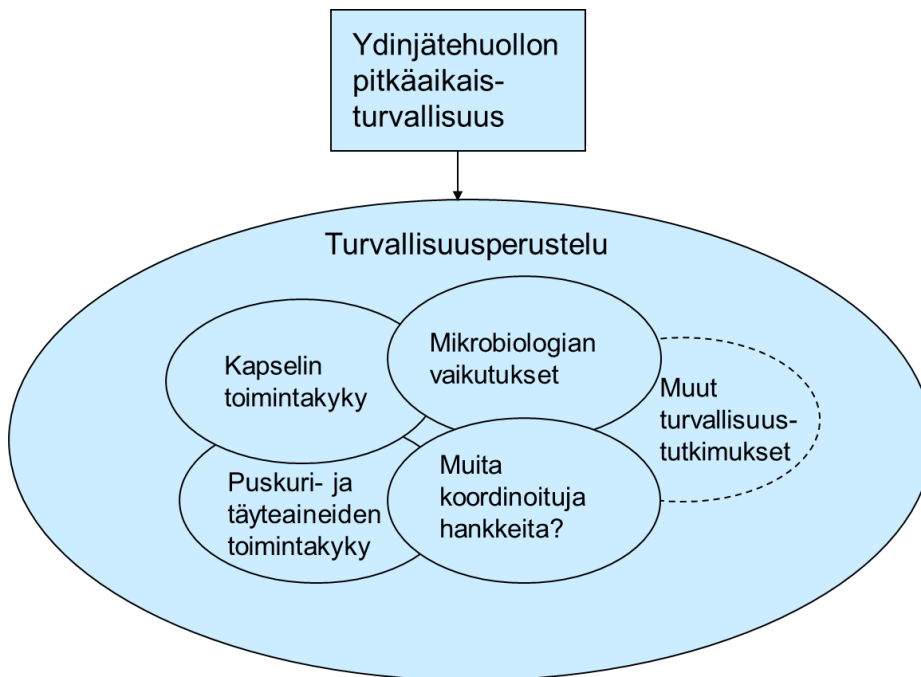 Ydinjätehuollon
pitkäaikais-
turvallisuus
Turvallisuusperustelu
Kapselin
toimintakyky
Mikrobiologian
vaikutukset
Muut
turvallisuus-
tutkimukset
Puskuri- ja
täyteaineiden
toimintakyky
Muita
koordinoituja
hankkeita?